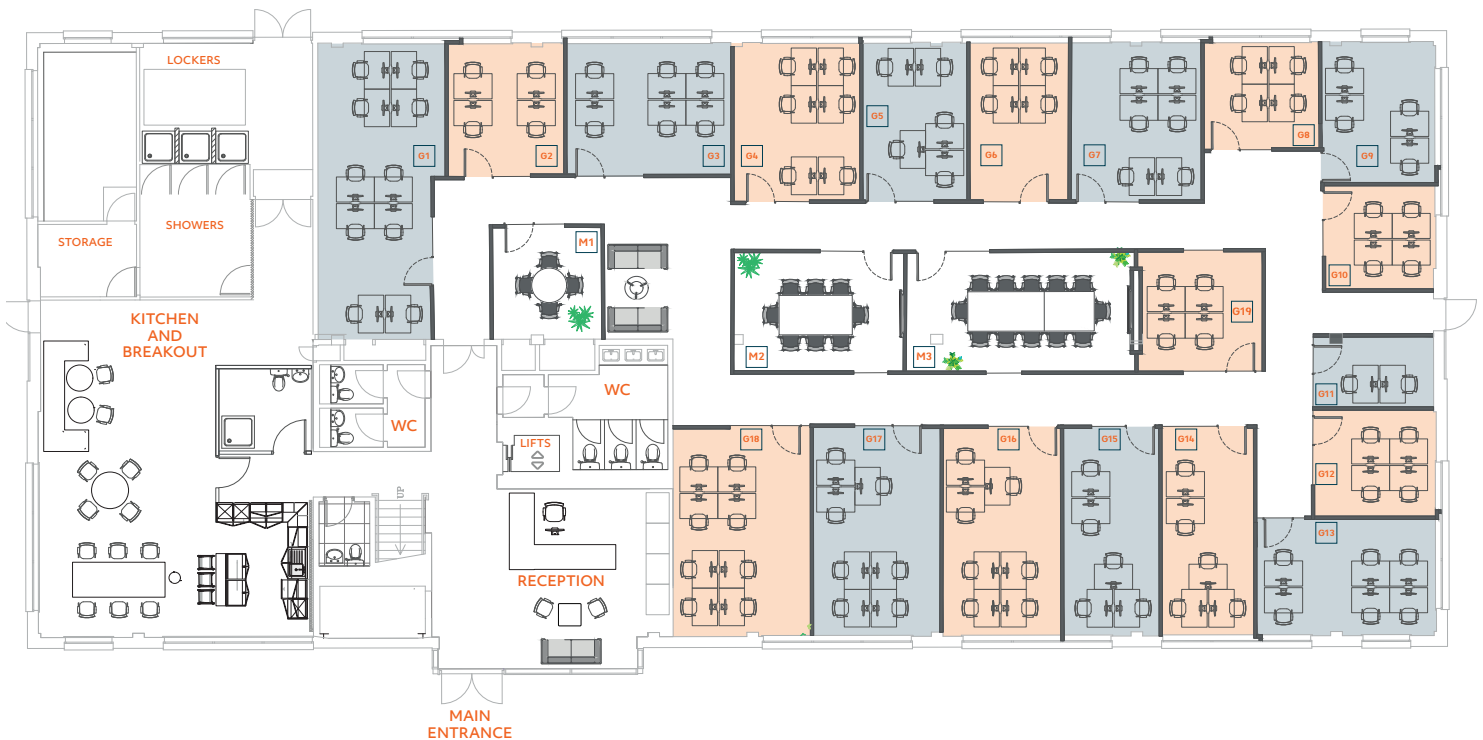 LOCKERS
G1
G2
G3
G4
G5
G6
G7
G8
G9
SHOWERS
STORAGE
M1
G10
KITCHEN
AND
BREAKOUT
G19
M2
M3
G11
WC
WC
LIFTS
G18
G17
G16
G15
G14
G12
UP
G13
RECEPTION
MAIN
ENTRANCE